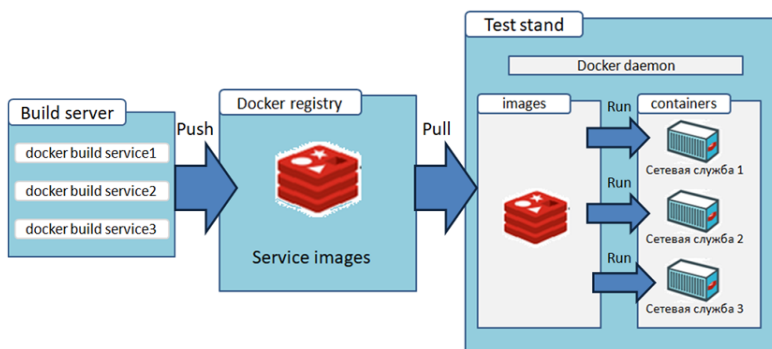 Build server
docker build service1
docker build service2
docker build service3
Push
Docker registry
Service images
Pull
Test stand
Docker daemon
images
Run
Run
Run
containers
Сетевая служба 1
Сетевая служба 2
Сетевая служба 3